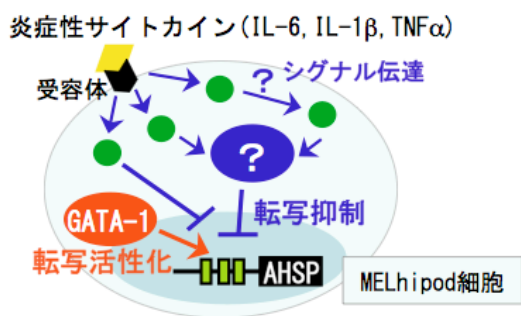 炎症性サイトカイン(IL-6, IL-1β, TNFα)
受容体
? シグナル伝達
?
GATA-1
転写抑制
転写活性化
AHSP
MELhipod細胞